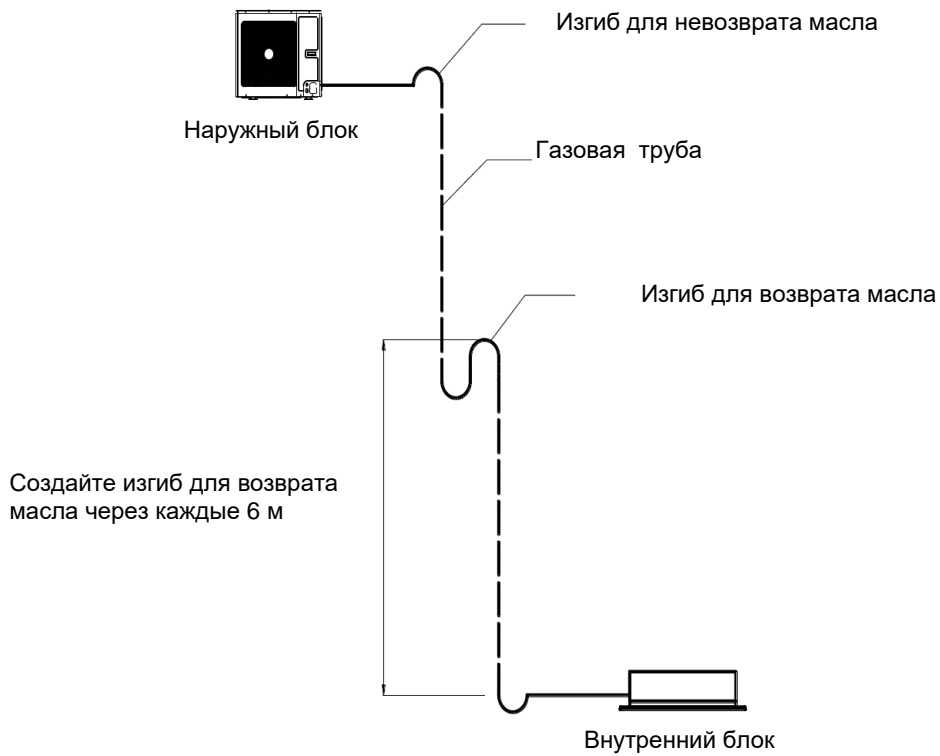 Изгиб для невозврата масла
Наружный блок
Газовая труба
Изгиб для возврата масла
Создайте изгиб для возврата
масла через каждые 6 м
Внутренний блок